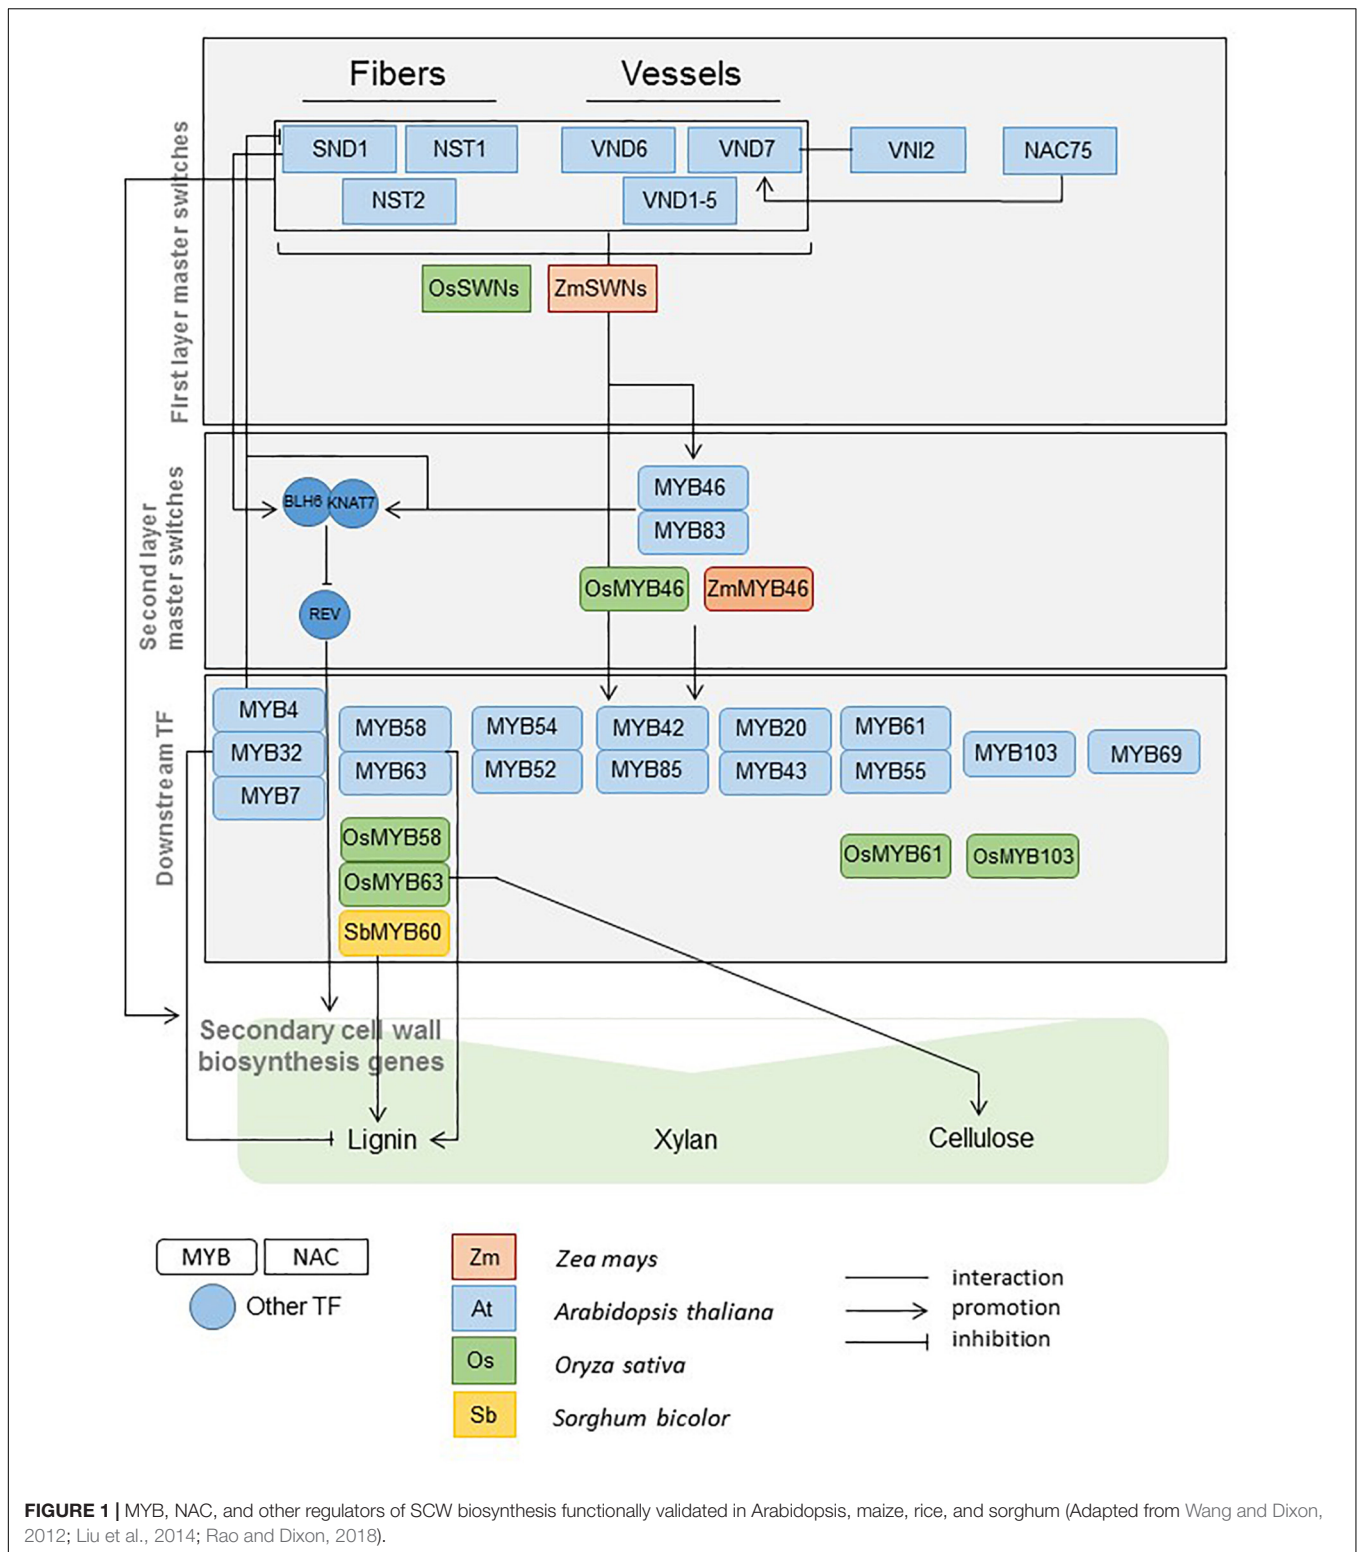 Fibers Vessels
First layer master switches
SND1 NST1 VND6 VND7 VNI2 NAC75
NST2 VND1-5
OsSWNs ZmSWNs
Second layer
master switches
MYB46
BLH6 KNAT7
MYB83
OsMYB46 ZmMYB46
REV
Downstream TF
MYB4
MYB32
MYB7
MYB58
MYB63
MYB54
MYB52
MYB42
MYB85
MYB20
MYB43
MYB61
MYB55
MYB103
MYB69
OsMYB58
OsMYB63
SbMYB60
OsMYB61
OsMYB103
Secondary cell wall
biosynthesis genes
Lignin Xylan Cellulose
MYB NAC
Other TF
Zm Zea mays
At Arabidopsis thaliana
Os Oryza sativa
Sb Sorghum bicolor
interaction
promotion
inhibition
FIGURE 1 | MYB, NAC, and other regulators of SCW biosynthesis functionally validated in Arabidopsis, maize, rice, and sorghum (Adapted from Wang and Dixon,
2012; Liu et al., 2014; Rao and Dixon, 2018).